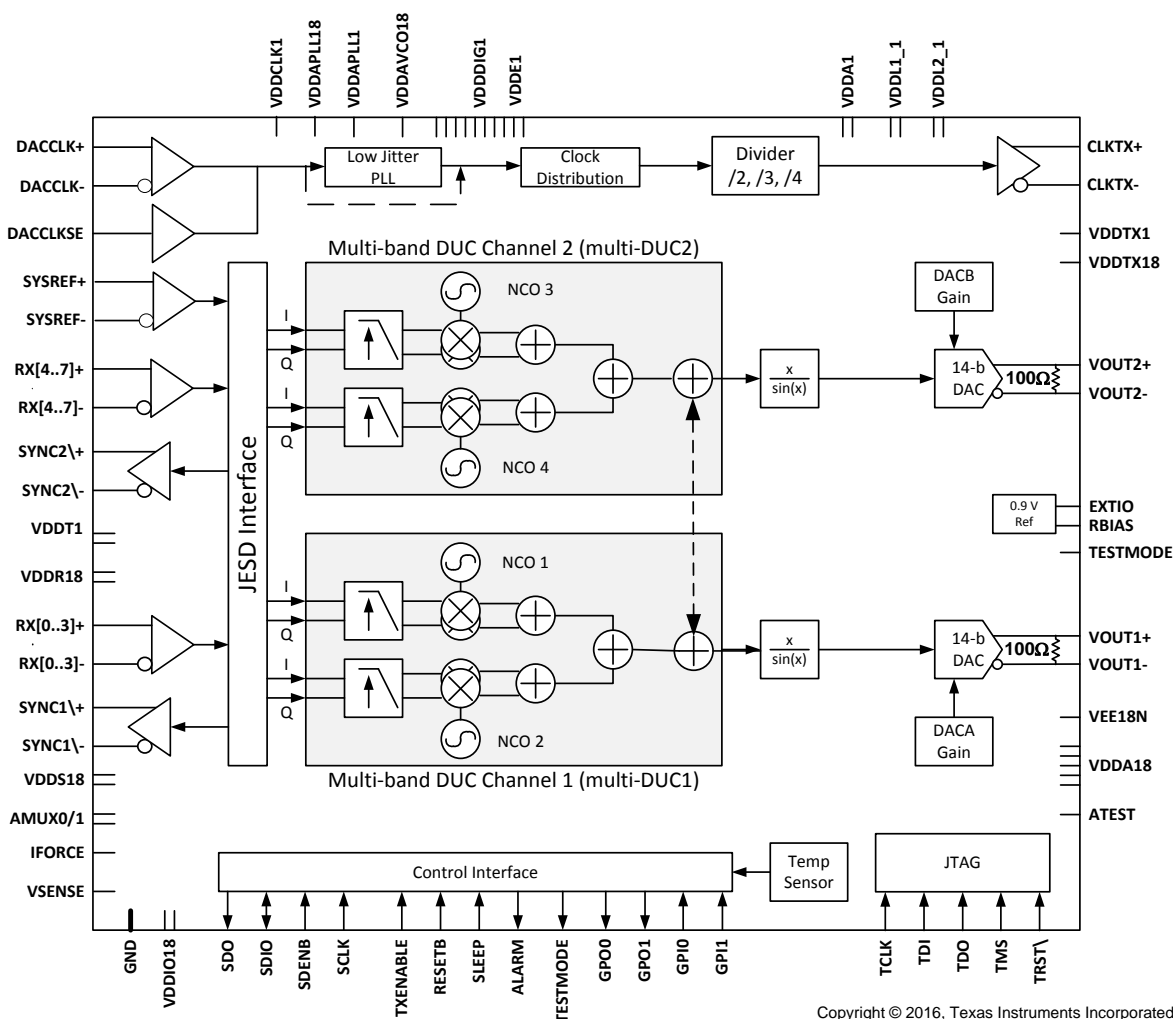 VDDCLK1
VDDAPLL18
VDDAPLL1
VDDAVCO18
VDDDIG1
VDDE1
VDDA1
VDDL1_1
VDDL2_1
DACCLK+
DACCLK-
DACCLKSE
SYSREF+
SYSREF-
RX[4..7]+
RX[4..7]-
SYNC2\+
SYNC2\-
VDDT1
VDDR18
RX[0..3]+
RX[0..3]-
SYNC1\+
SYNC1\-
VDDS18
AMUX0/1
IFORCE
VSENSE
Low Jitter
PLL
Clock
Distribution
Divider
/2, /3, /4
Multi-band DUC Channel 2 (multi-DUC2)
JESD Interface
I
Q
NCO 3
I
Q
NCO 4
x
sin(x)
DACB
Gain
14-b
DAC
100Ω
I
Q
NCO 1
I
Q
NCO 2
x
sin(x)
14-b
DAC
100Ω
DACA
Gain
Multi-band DUC Channel 1 (multi-DUC1)
0.9 V
Ref
Control Interface
Temp
Sensor
JTAG
CLKTX+
CLKTX-
VDDTX1
VDDTX18
VOUT2+
VOUT2-
EXTIO
RBIAS
TESTMODE
VOUT1+
VOUT1-
VEE18N
VDDA18
ATEST
GND
VDDIO18
SDO
SDIO
SDENB
SCLK
TXENABLE
RESETB
SLEEP
ALARM
TESTMODE
GPO0
GPO1
GPI0
GPI1
TCLK
TDI
TDO
TMS
TRST\
Copyright © 2016, Texas Instruments Incorporated